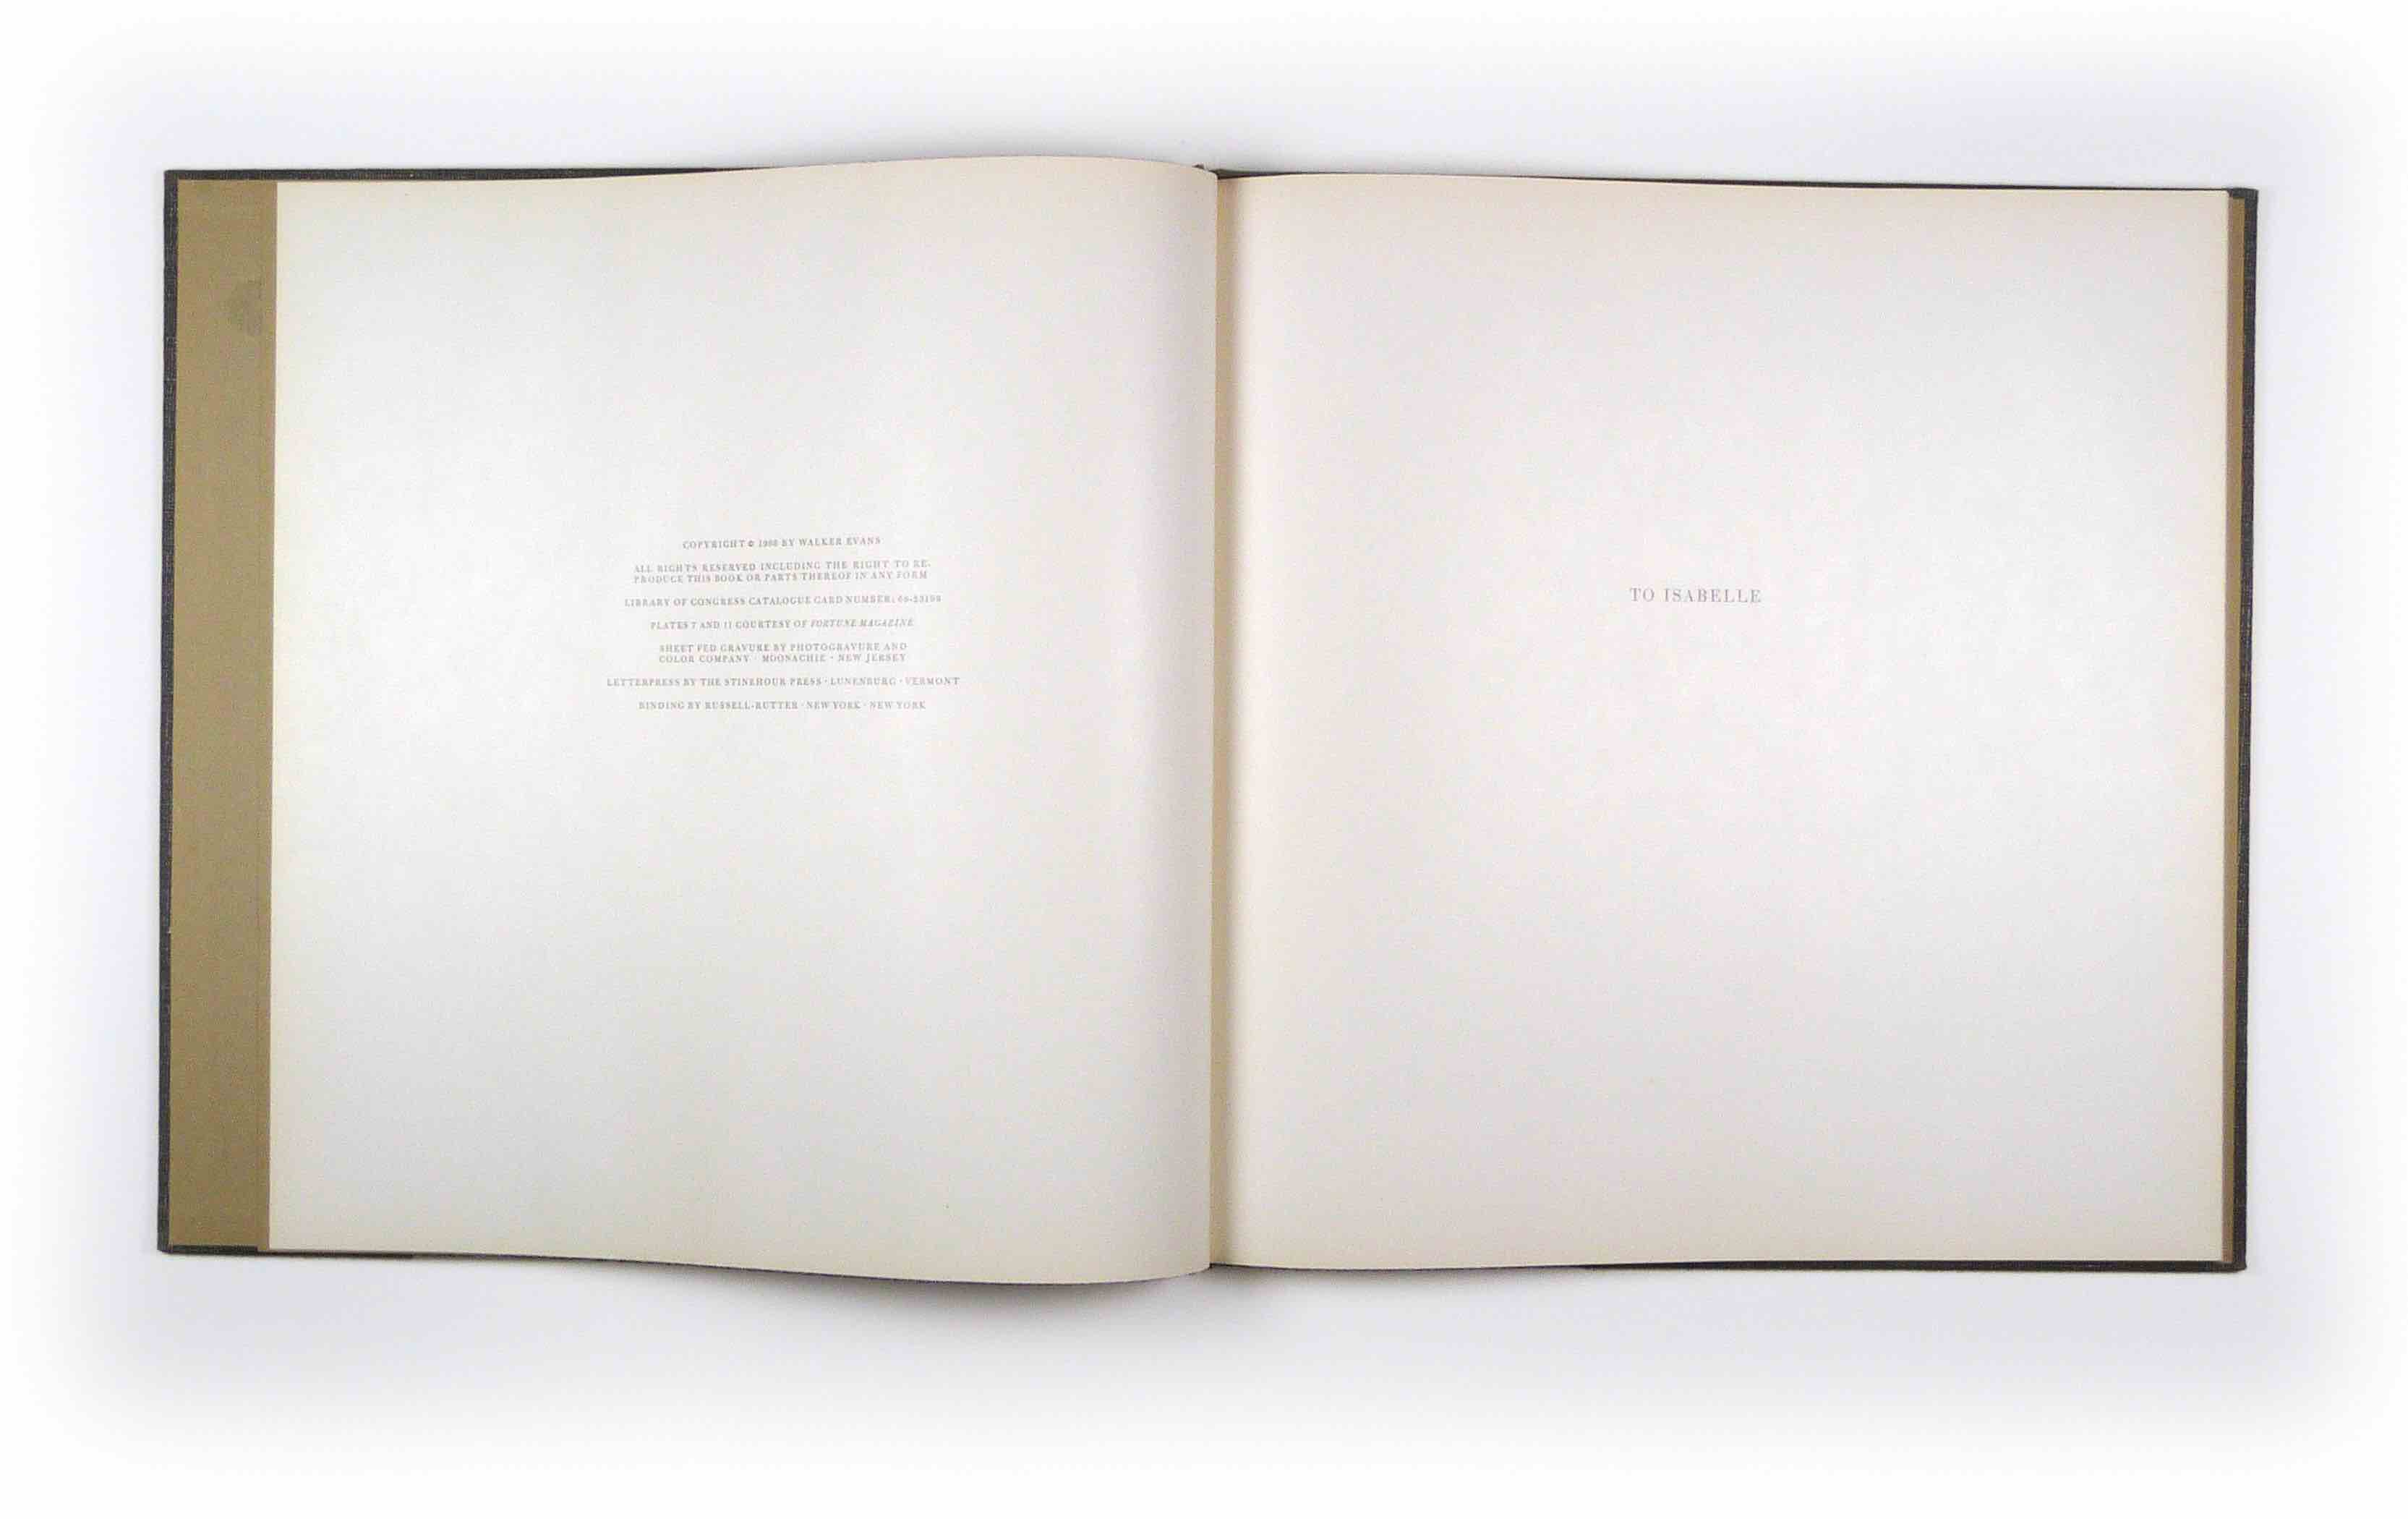 COPYRIGHT © 1966 BY WALKER EVANS
ALL RIGHTS RESERVED INCLUDING THE RIGHT TO RE-
PRODUCE THIS BOOK OR PARTS THEREOF IN ANY FORM
LIBRARY OF CONGRESS CATALOGUE CARD NUMBER:
PLATES 7 AND 11 COURTESY OF FORTUNE MAGAZINE
SHEET FED GRAVURE BY PHOTOGRAVURE AND
COLOR COMPANY · MOONACHIE · NEW JERSEY
LETTERPRESS BY THE STINEHOUR PRESS · LUNENBURG · VERMONT
BINDING BY RUSSELL-RUTTER · NEW YORK · NEW YORK
TO ISABELLE